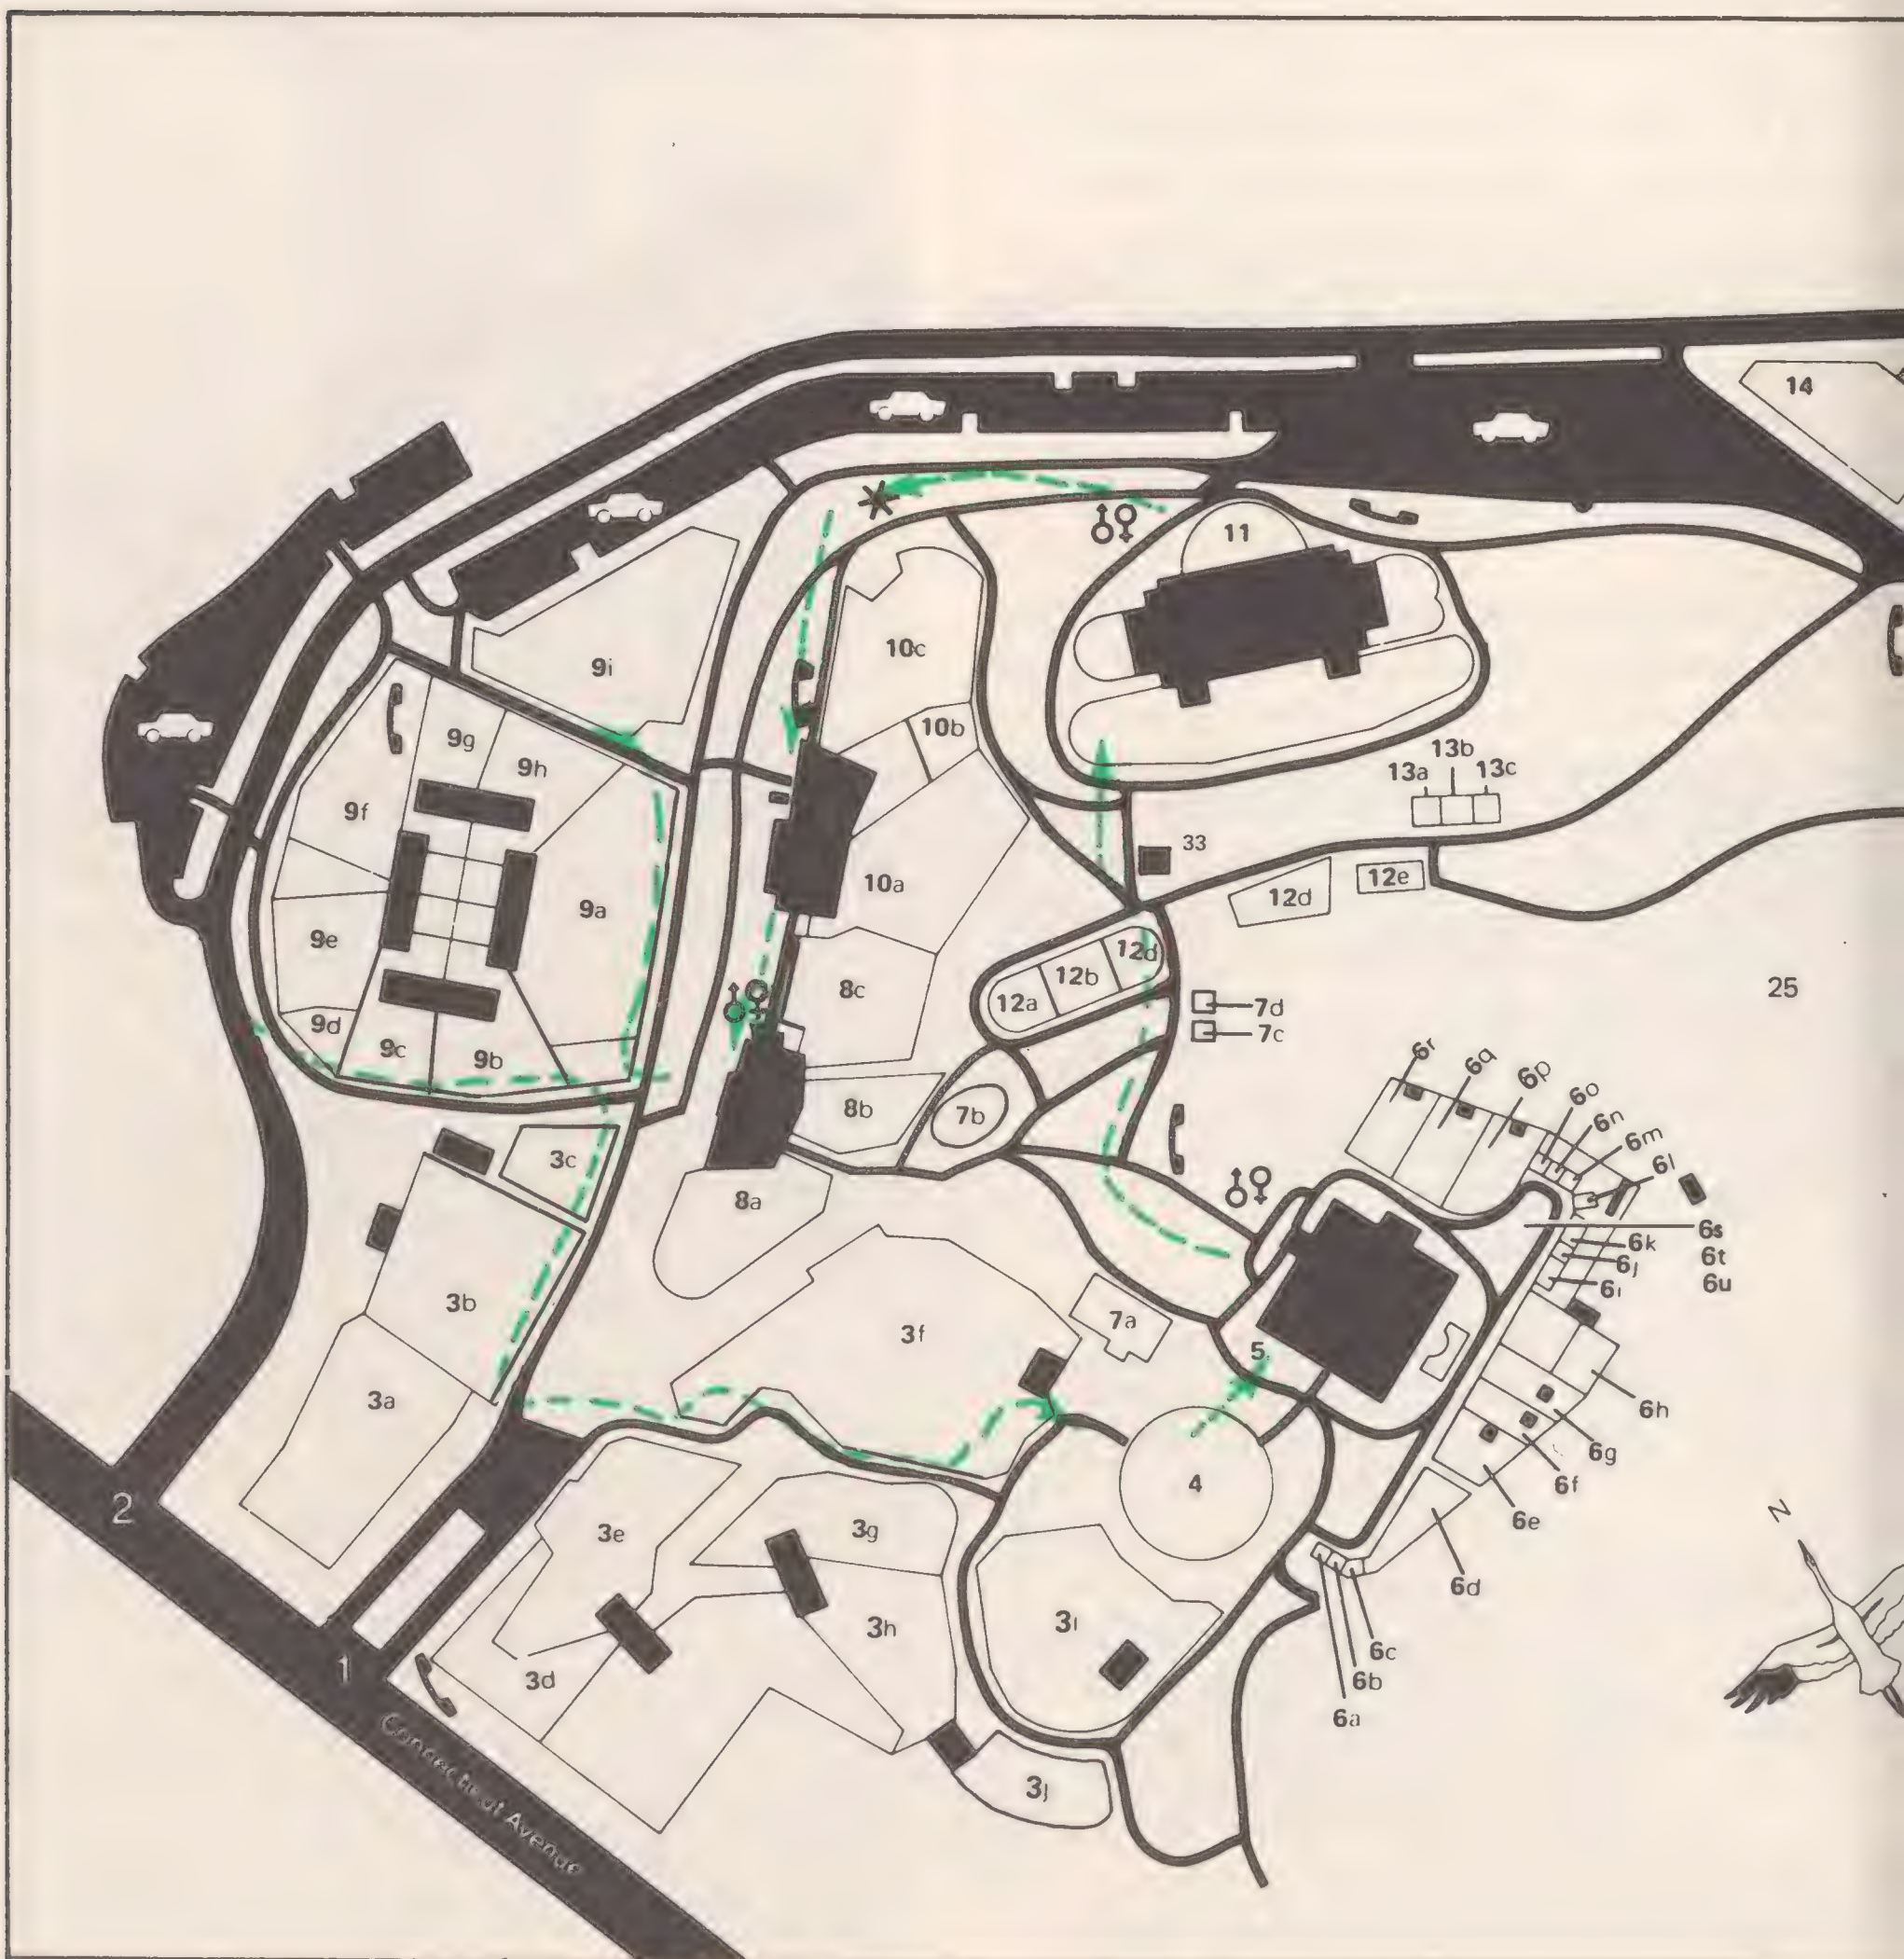 14
11
9i
10c
10b
9g
9h
13b
13a
13c
9f
33
10a
12e
12d
9a
9e
12d
12b
12a
8c
25
7d
7c
9d
9c
9b
6r
6q
6p
6o
6n
6m
6l
8b
7b
3c
8a
6s
6k
6t
6j
6u
6i
3b
3f
7a
5
3a
6h
6g
6f
6e
4
2
3g
3e
N
6d
3i
3h
6c
6b
6a
1
3d
3j
Connecticut Avenue